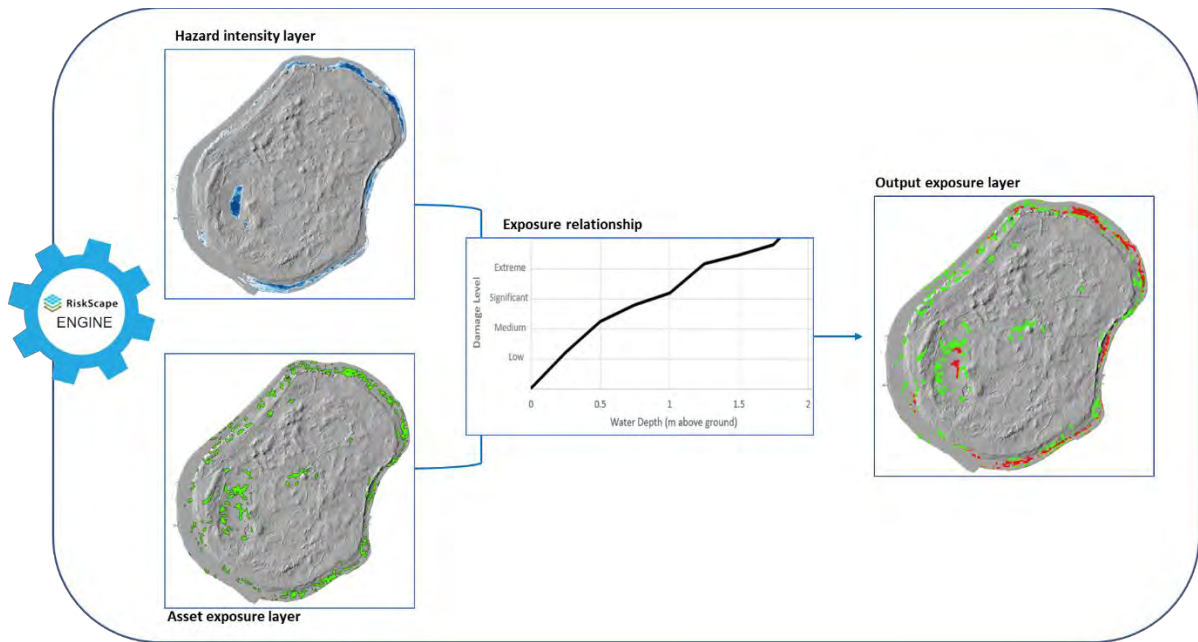 Hazard intensity layer
RiskScape
ENGINE
Asset exposure layer
Exposure relationship
Damage Level
Extreme
Significant
Medium
Low
0 0.5 1 1.5 2
Water Depth (m above ground)
Output exposure layer